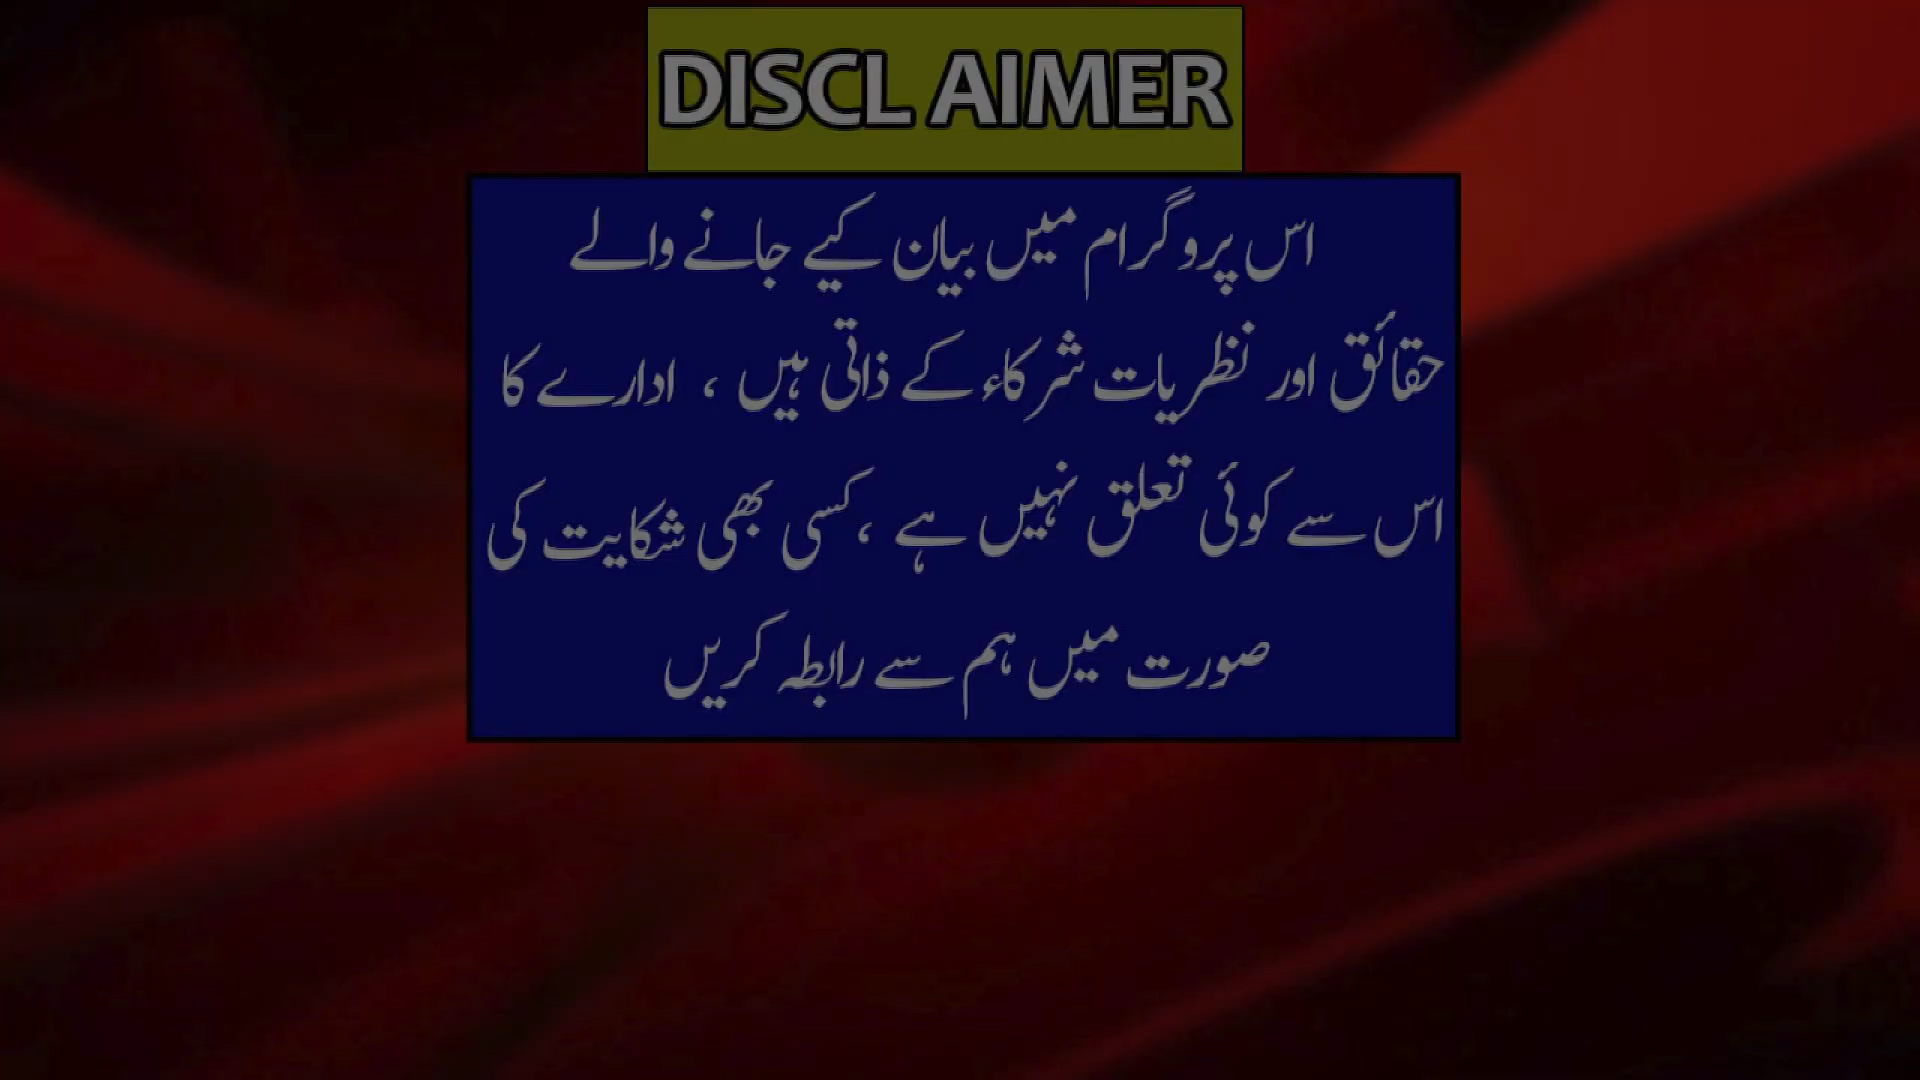 DISCL AIMER
اس پروگرام میں بیان کیے جانے والے
حقائق اور نظریات شرکاء کے ذاتی ہیں ، ادارے کا
اس سے کوئی تعلق نہیں ہے ، کسی بھی شکایت کی
صورت میں ہم سے رابطہ کریں